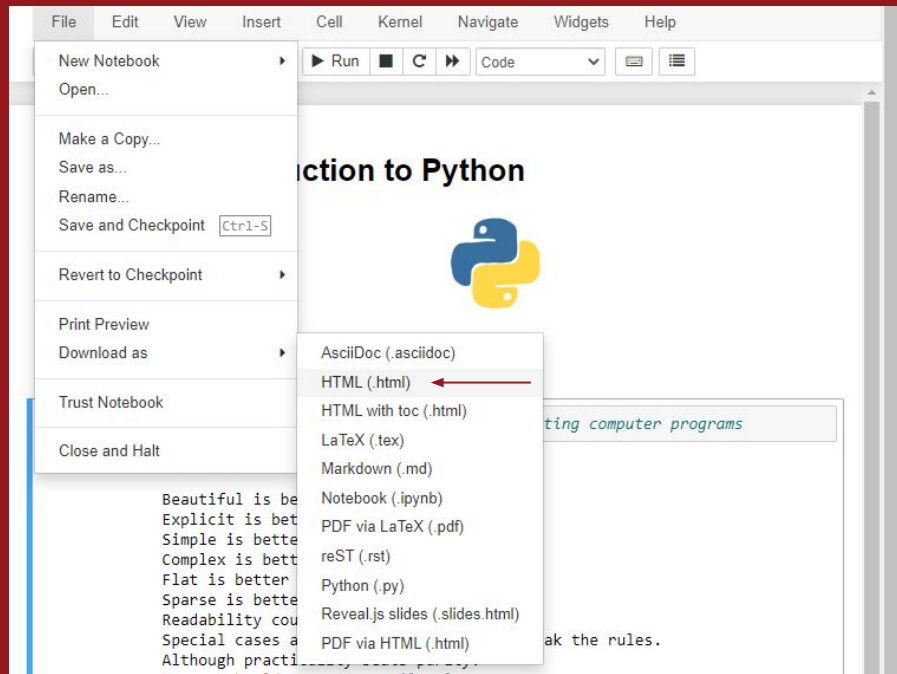 File Edit View Insert Cell Kernel Navigate Widgets Help
Run Code
New Notebook
Open...
Make a Copy...
Save as...
Rename...
Save and Checkpoint Ctrl-S
Revert to Checkpoint
Print Preview
Download as
Trust Notebook
Close and Halt
ction to Python
AsciiDoc (.asciidoc)
HTML (.html)
HTML with toc (.html)
LaTeX (.tex)
Markdown (.md)
Notebook (.ipynb)
PDF via LaTeX (.pdf)
reST (.rst)
Python (.py)
Reveal.js slides (.slides.html)
PDF via HTML (.html)
ting computer programs
Beautiful is be
Explicit is bet
Simple is bette
Complex is bett
Flat is better
Sparse is bette
Readability cou
Special cases a ak the rules.
Although practi